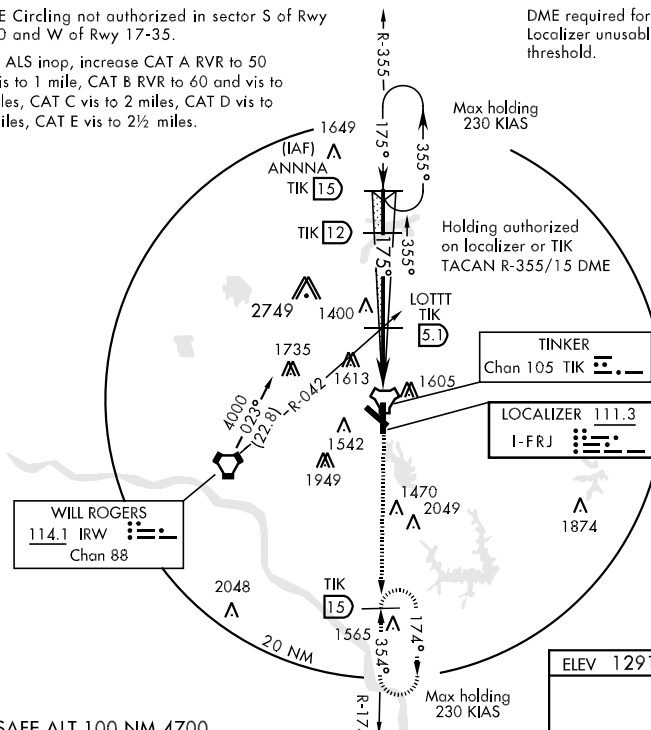 E Circling not authorized in sector S of Rwy
0 and W of Rwy 17-35.
ALS inop, increase CAT A RVR to 50
is to 1 mile, CAT B RVR to 60 and vis to
les, CAT C vis to 2 miles, CAT D vis to
iles, CAT E vis to 2½ miles.
DME required for
Localizer unusabl
threshold.
R-355
175°
355°
Max holding
230 KIAS
1649
(IAF)
ANNNA
TIK 15
TIK 12
175°
355°
Holding authorized
on localizer or TIK
TACAN R-355/15 DME
2749
1400
LOTTT
TIK
5.1
1735
1613
1605
TINKER
Chan 105 TIK
LOCALIZER 111.3
I-FRJ
4000
023°
(22.8)
R-042
1542
1949
WILL ROGERS
114.1 IRW
Chan 88
1470
2049
1874
2048
TIK
15
1565
354°
174°
20 NM
Max holding
230 KIAS
R-17
ELEV 1291
SAFE ALT 100 NM 4700